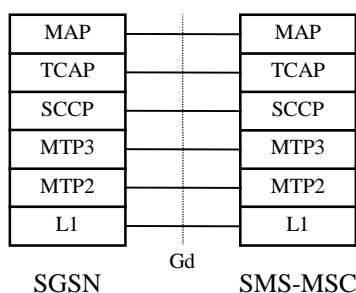 MAP MAP
TCAP TCAP
SCCP SCCP
MTP3 MTP3
MTP2 MTP2
L1 L1
Gd
SGSN SMS-MSC